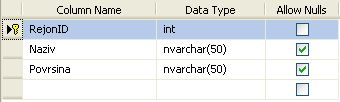 Column Name Data Type Allow Nulls
RejonID int
Naziv nvarchar(50)
Povrsina nvarchar(50)